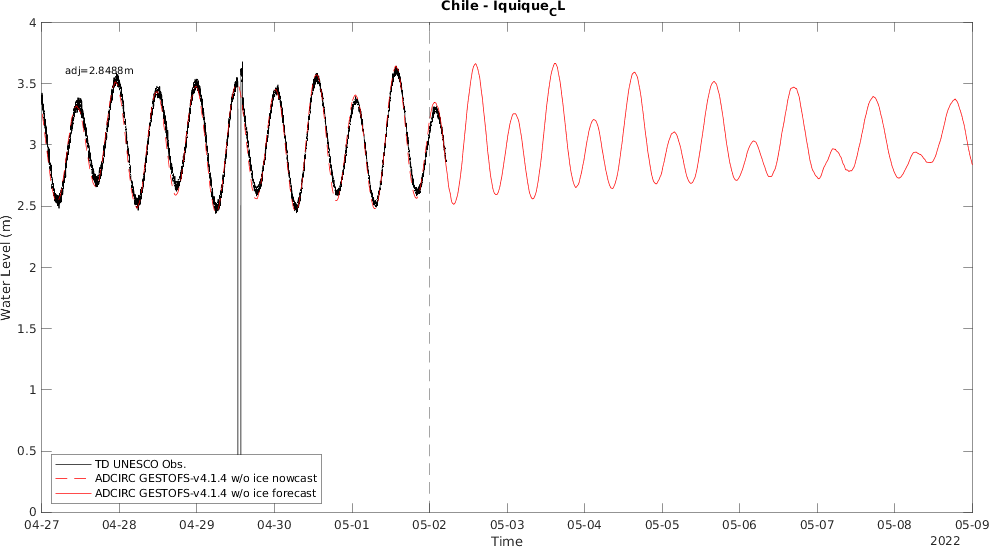 Chile - Iquique_CL
adj=2.8488m
Water Level (m)
4
3.5
3
2.5
2
1.5
1
0.5
0
TD UNESCO Obs.
ADCIRC GESTOFS-v4.1.4 w/o ice nowcast
ADCIRC GESTOFS-v4.1.4 w/o ice forecast
04-27 04-28 04-29 04-30 05-01 05-02 05-03 05-04 05-05 05-06 05-07 05-08 05-09
Time
2022